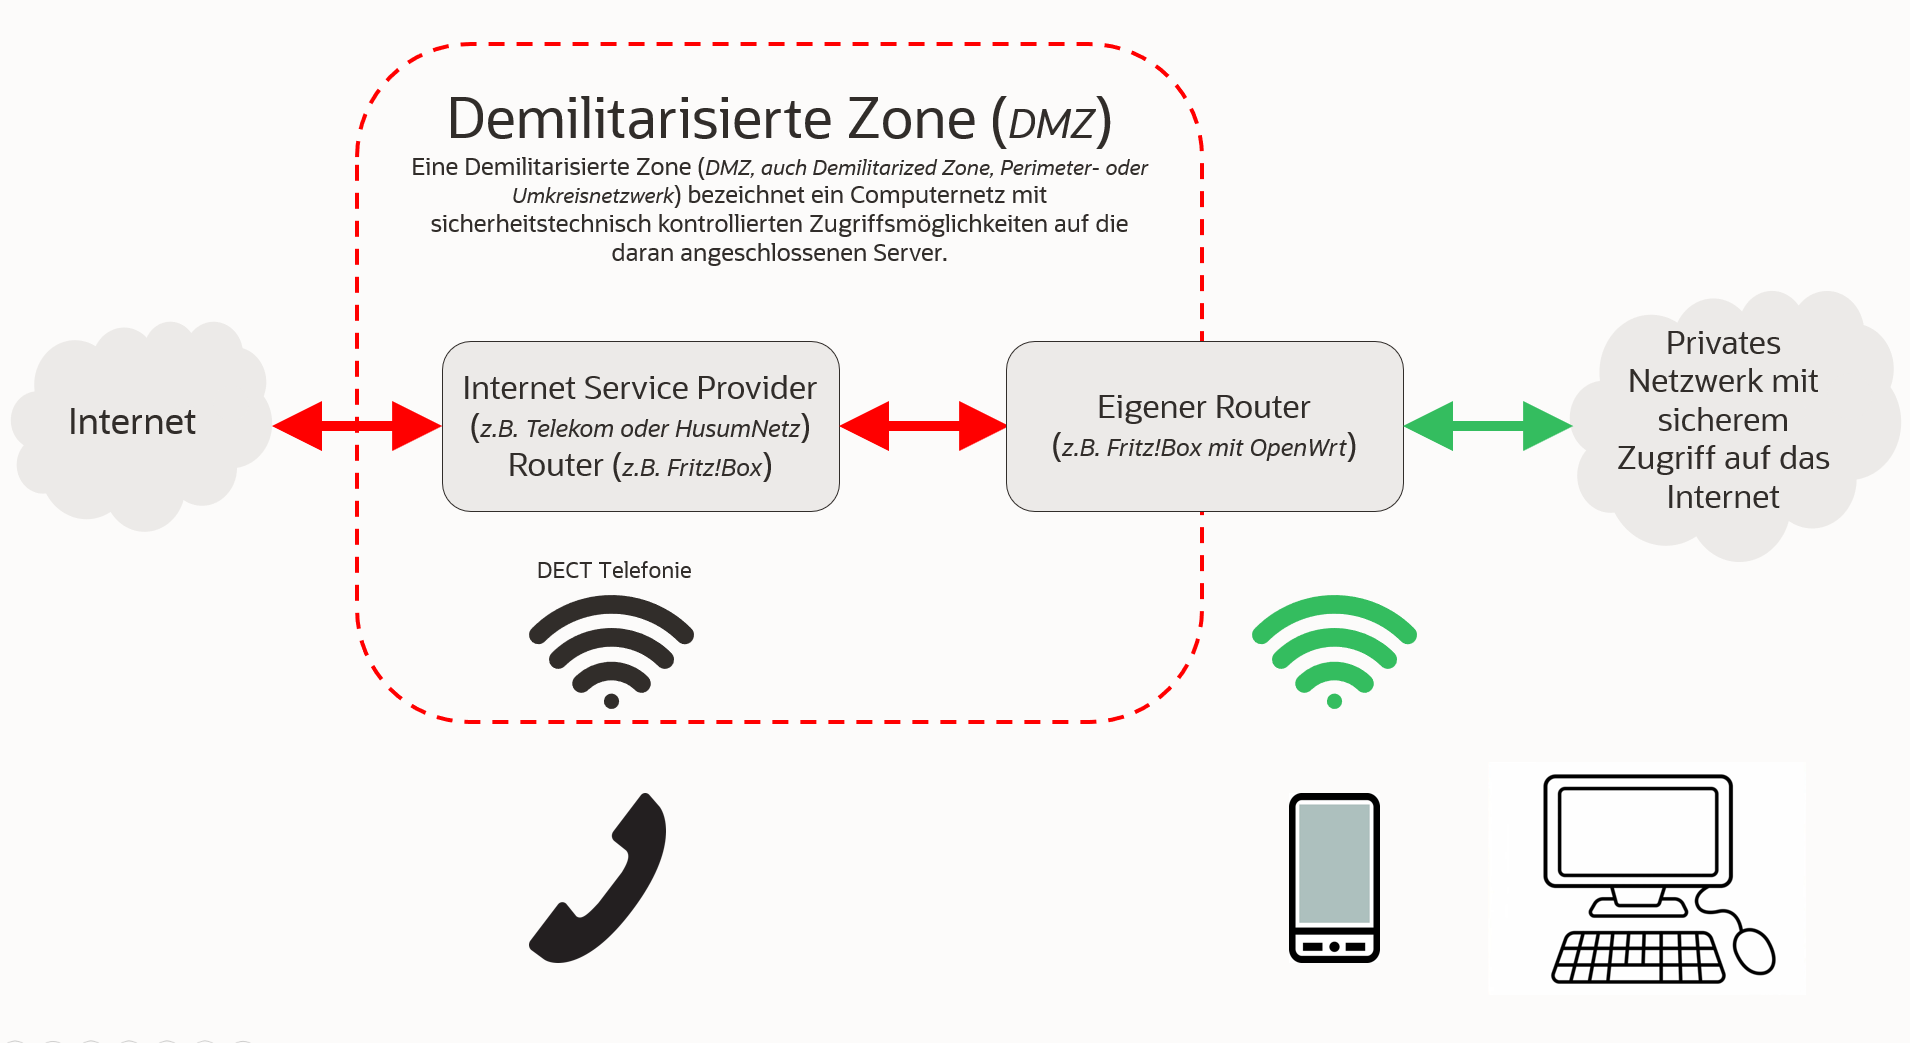 Demilitarisierte Zone (DMZ)
Eine Demilitarisierte Zone (DMZ, auch Demilitarized Zone, Perimeter- oder
Umkreisnetzwerk) bezeichnet ein Computernetz mit
sicherheitstechnisch kontrollierten Zugriffsmöglichkeiten auf die
daran angeschlossenen Server.
Internet
Internet Service Provider
(z.B. Telekom oder HusumNetz)
Router (z.B. Fritz!Box)
Eigener Router
(z.B. Fritz!Box mit OpenWrt)
Privates
Netzwerk mit
sicherem
Zugriff auf das
Internet
DECT Telefonie